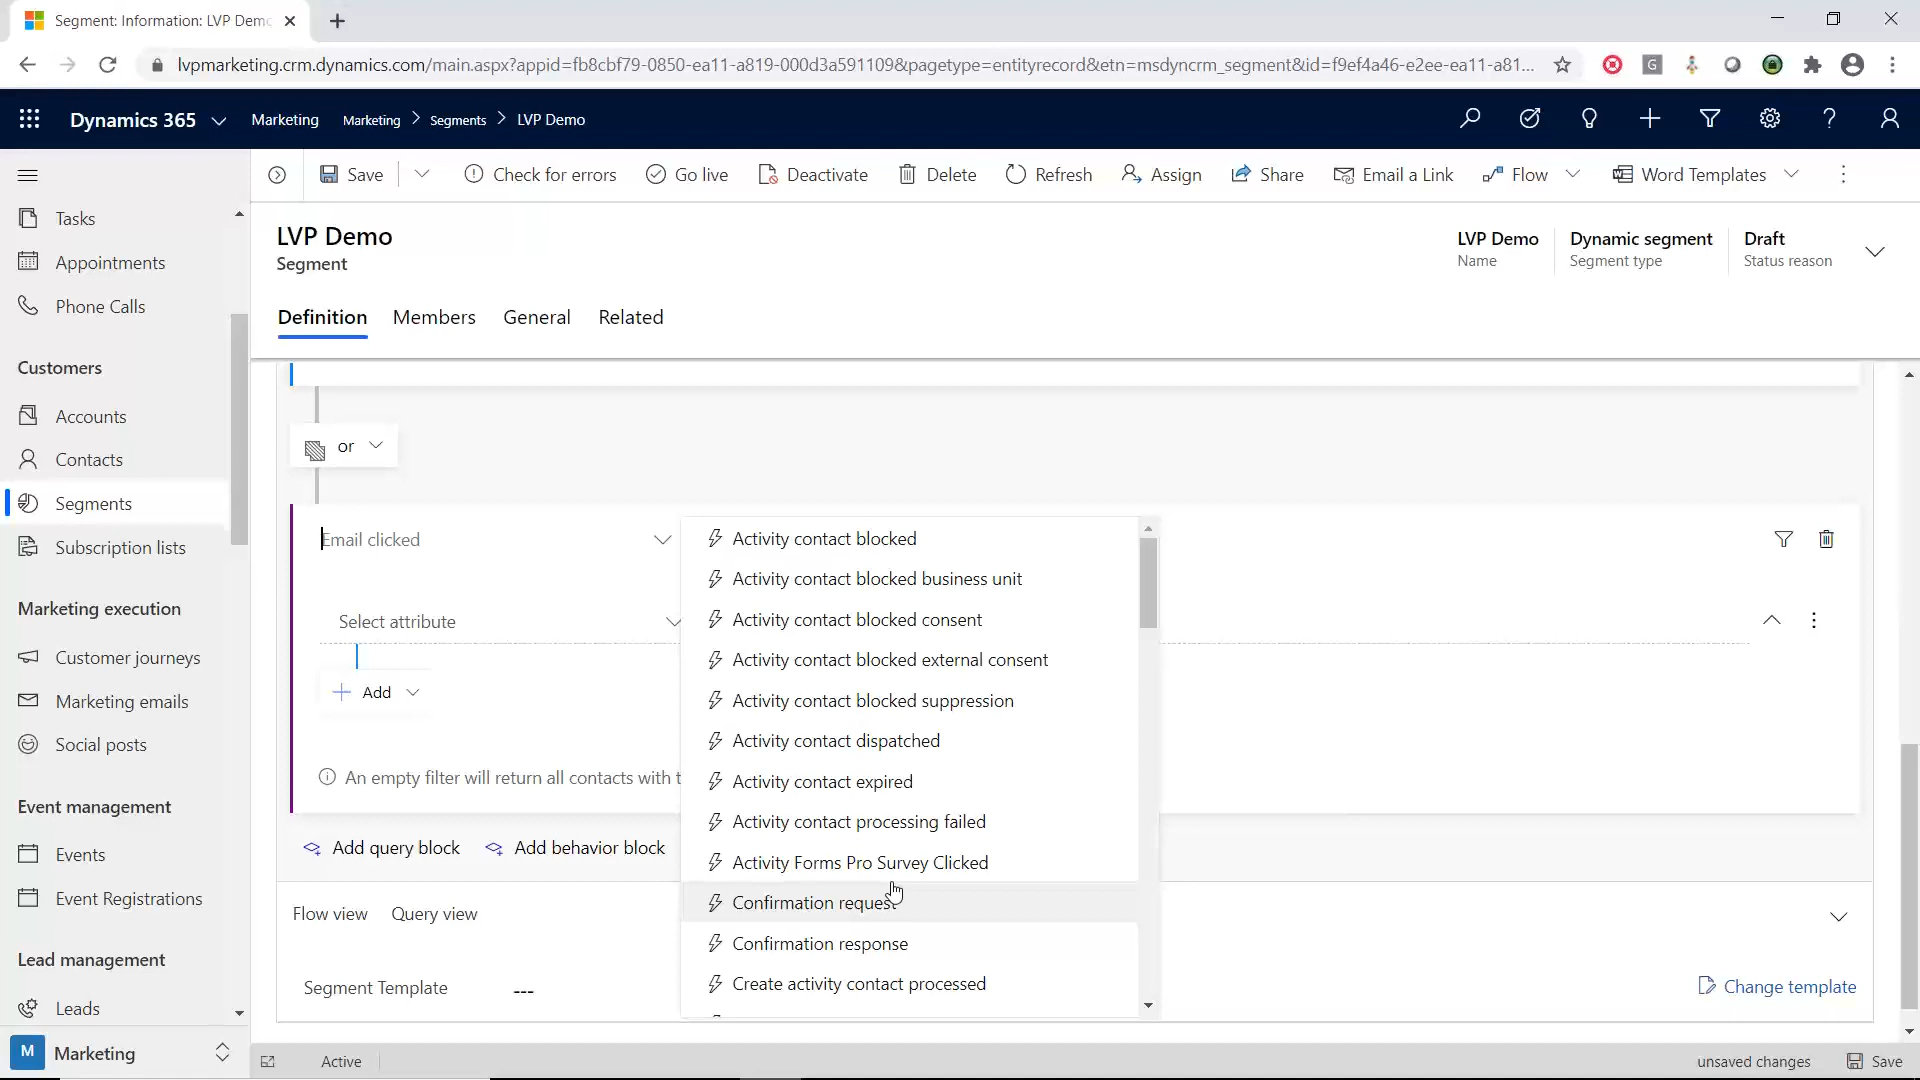 Segment: Information: LVP Demo
lvpmarketing.crm.dynamics.com/main.aspx?appid=fb8cbf79-0850-ea11-a819-000d3a591109&pagetype=entityrecord&etn=msdyncrm_segment&id=f9ef4a46-e2ee-ea11-a81...
Dynamics 365 Marketing Marketing > Segments > LVP Demo
Save Check for errors Go live Deactivate Delete Refresh Assign Share Email a Link Flow Word Templates
LVP Demo
Segment
LVP Demo
Name
Dynamic segment
Segment type
Draft
Status reason
Definition Members General Related
Tasks
Appointments
Phone Calls
Customers
Accounts
Contacts
Segments
Subscription lists
Marketing execution
Customer journeys
Marketing emails
Social posts
Event management
Events
Event Registrations
Lead management
Leads
M Marketing
or
Email clicked
Select attribute
Add
An empty filter will return all contacts with t
Add query block Add behavior block
Activity contact blocked
Activity contact blocked business unit
Activity contact blocked consent
Activity contact blocked external consent
Activity contact blocked suppression
Activity contact dispatched
Activity contact expired
Activity contact processing failed
Activity Forms Pro Survey Clicked
Confirmation request
Confirmation response
Create activity contact processed
Flow view Query view
Segment Template ---
Change template
Active
unsaved changes Save